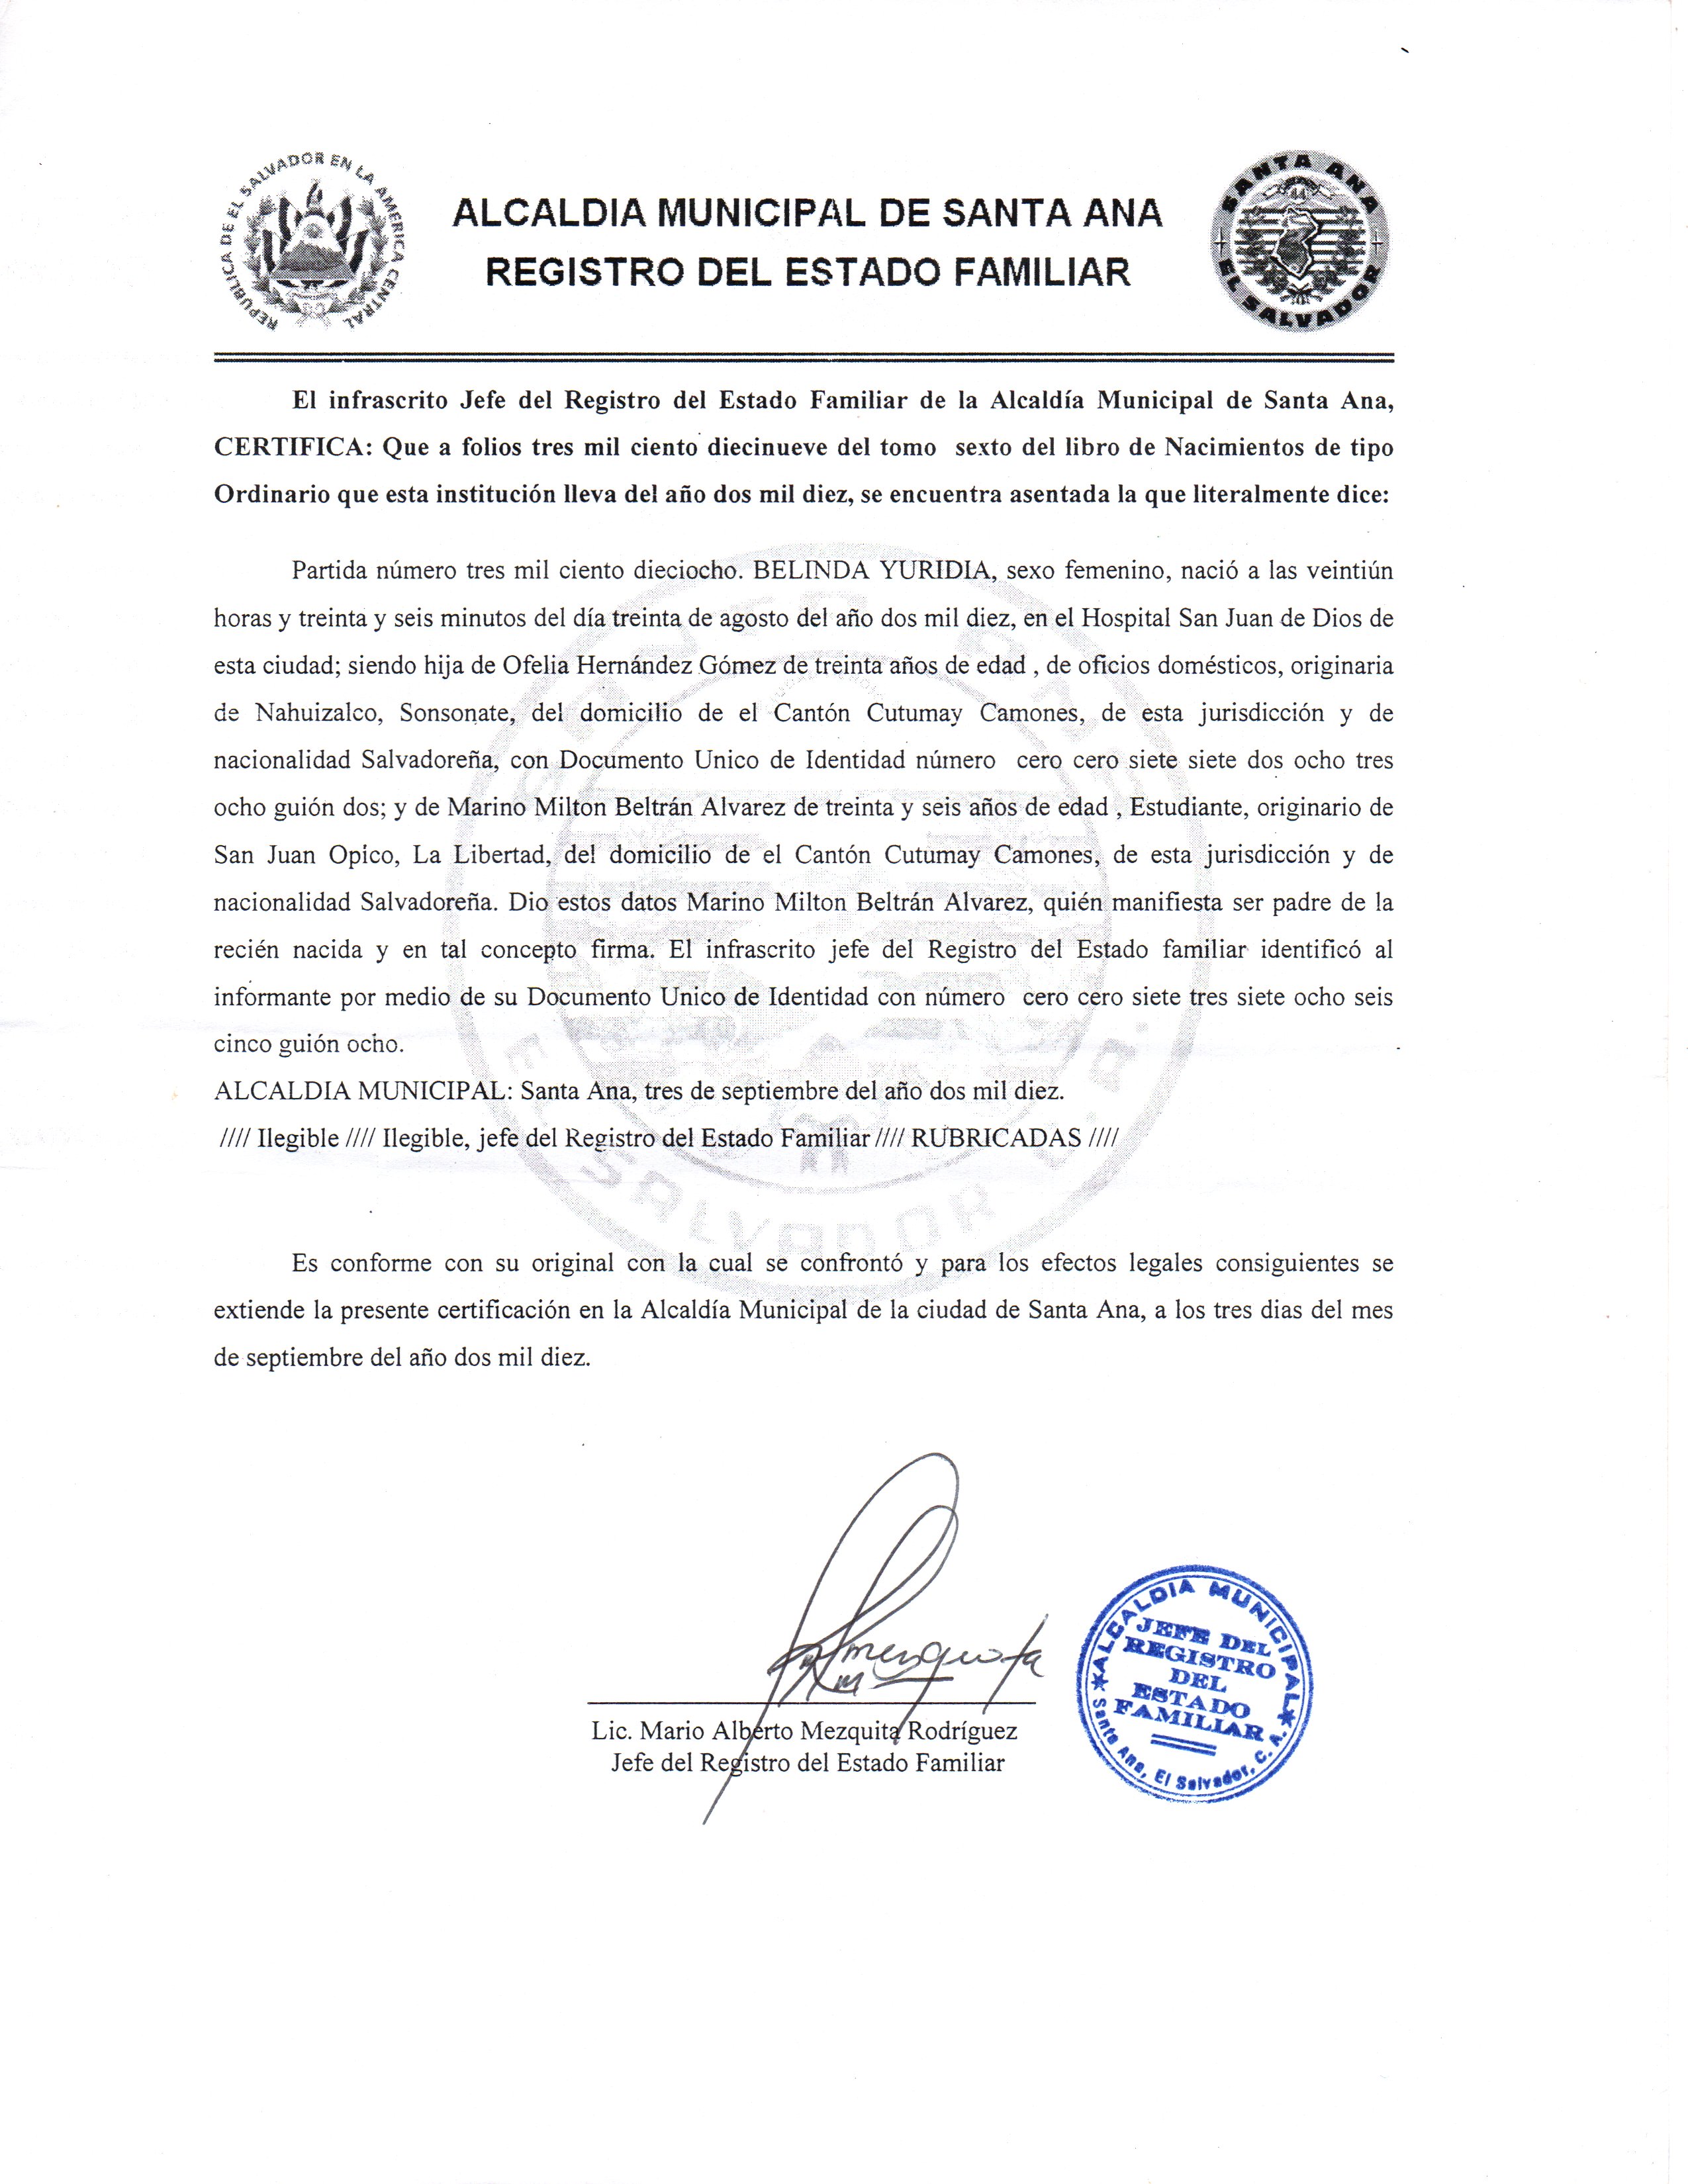 REPUBLICA DE EL SALVADOR EN LA AMERICA CENTRAL
ALCALDIA MUNICIPAL DE SANTA ANA
REGISTRO DEL ESTADO FAMILIAR
SANTA ANA
44
EL SALVADOR
El infrascrito Jefe del Registro del Estado Familiar de la Alcaldía Municipal de Santa Ana,
CERTIFICA: Que a folios tres mil ciento diecinueve del tomo sexto del libro de Nacimientos de tipo
Ordinario que esta institución lleva del año dos mil diez, se encuentra asentada la que literalmente dice:
Partida número tres mil ciento dieciocho. BELINDA YURIDIA, sexo femenino, nació a las veintiún
horas y treinta y seis minutos del día treinta de agosto del año dos mil diez, en el Hospital San Juan de Dios de
esta ciudad; siendo hija de Ofelia Hernández Gómez de treinta años de edad , de oficios domésticos, originaria
de Nahuizalco, Sonsonate, del domicilio de el Cantón Cutumay Camones, de esta jurisdicción y de
nacionalidad Salvadoreña, con Documento Unico de Identidad número cero cero siete siete dos ocho tres
ocho guión dos; y de Marino Milton Beltrán Alvarez de treinta y seis años de edad , Estudiante, originario de
San Juan Opico, La Libertad, del domicilio de el Cantón Cutumay Camones, de esta jurisdicción y de
nacionalidad Salvadoreña. Dio estos datos Marino Milton Beltrán Alvarez, quién manifiesta ser padre de la
recién nacida y en tal concepto firma. El infrascrito jefe del Registro del Estado familiar identificó al
informante por medio de su Documento Unico de Identidad con número cero cero siete tres siete ocho seis
cinco guión ocho.
ALCALDIA MUNICIPAL: Santa Ana, tres de septiembre del año dos mil diez.
//// Ilegible //// Ilegible, jefe del Registro del Estado Familiar //// RUBRICADAS ////
Es conforme con su original con la cual se confrontó y para los efectos legales consiguientes se
extiende la presente certificación en la Alcaldía Municipal de la ciudad de Santa Ana, a los tres dias del mes
de septiembre del año dos mil diez.
Lic. Mario Alberto Mezquita Rodríguez
Jefe del Registro del Estado Familiar
ALCALDIA MUNICIPAL
JEFE DEL
REGISTRO
DEL
ESTADO
FAMILIAR
Santa Ana, El Salvador, C. A.